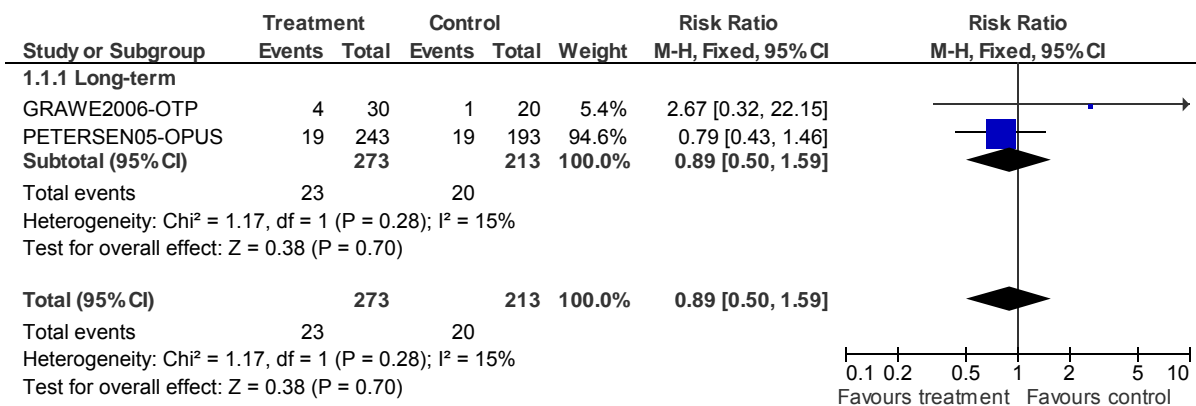 Treatment Control Risk Ratio Risk Ratio
Study or Subgroup Events Total Events Total Weight M-H, Fixed, 95% CI M-H, Fixed, 95% CI
1.1.1 Long-term
GRAWE2006-OTP 4 30 1 20 5.4% 2.67 [0.32, 22.15]
PETERSEN05-OPUS 19 243 19 193 94.6% 0.79 [0.43, 1.46]
Subtotal (95% CI) 273 213 100.0% 0.89 [0.50, 1.59]
Total events 23 20
Heterogeneity: Chi² = 1.17, df = 1 (P = 0.28); I² = 15%
Test for overall effect: Z = 0.38 (P = 0.70)
Total (95% CI) 273 213 100.0% 0.89 [0.50, 1.59]
Total events 23 20
Heterogeneity: Chi² = 1.17, df = 1 (P = 0.28); I² = 15%
Test for overall effect: Z = 0.38 (P = 0.70)
0.1 0.2 0.5 1 2 5 10
Favours treatment Favours control